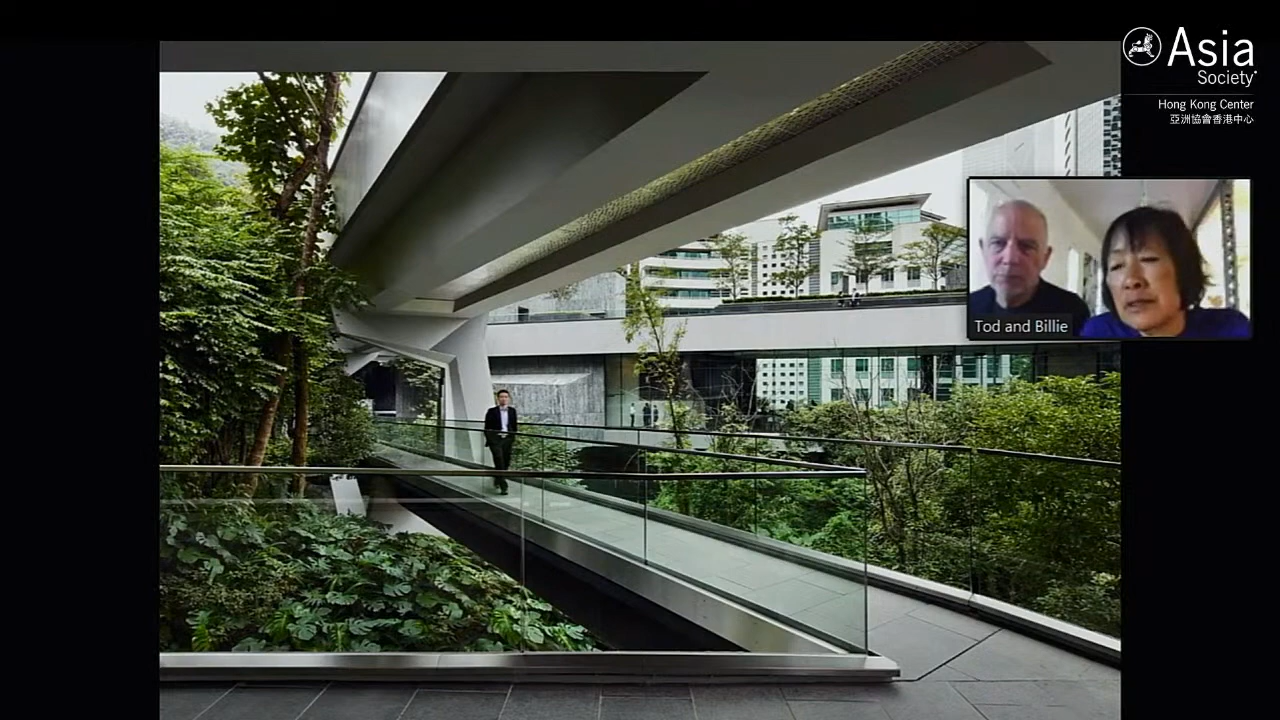 Asia
Society
Hong Kong Center
亞洲協會香港中心
Tod and Billie